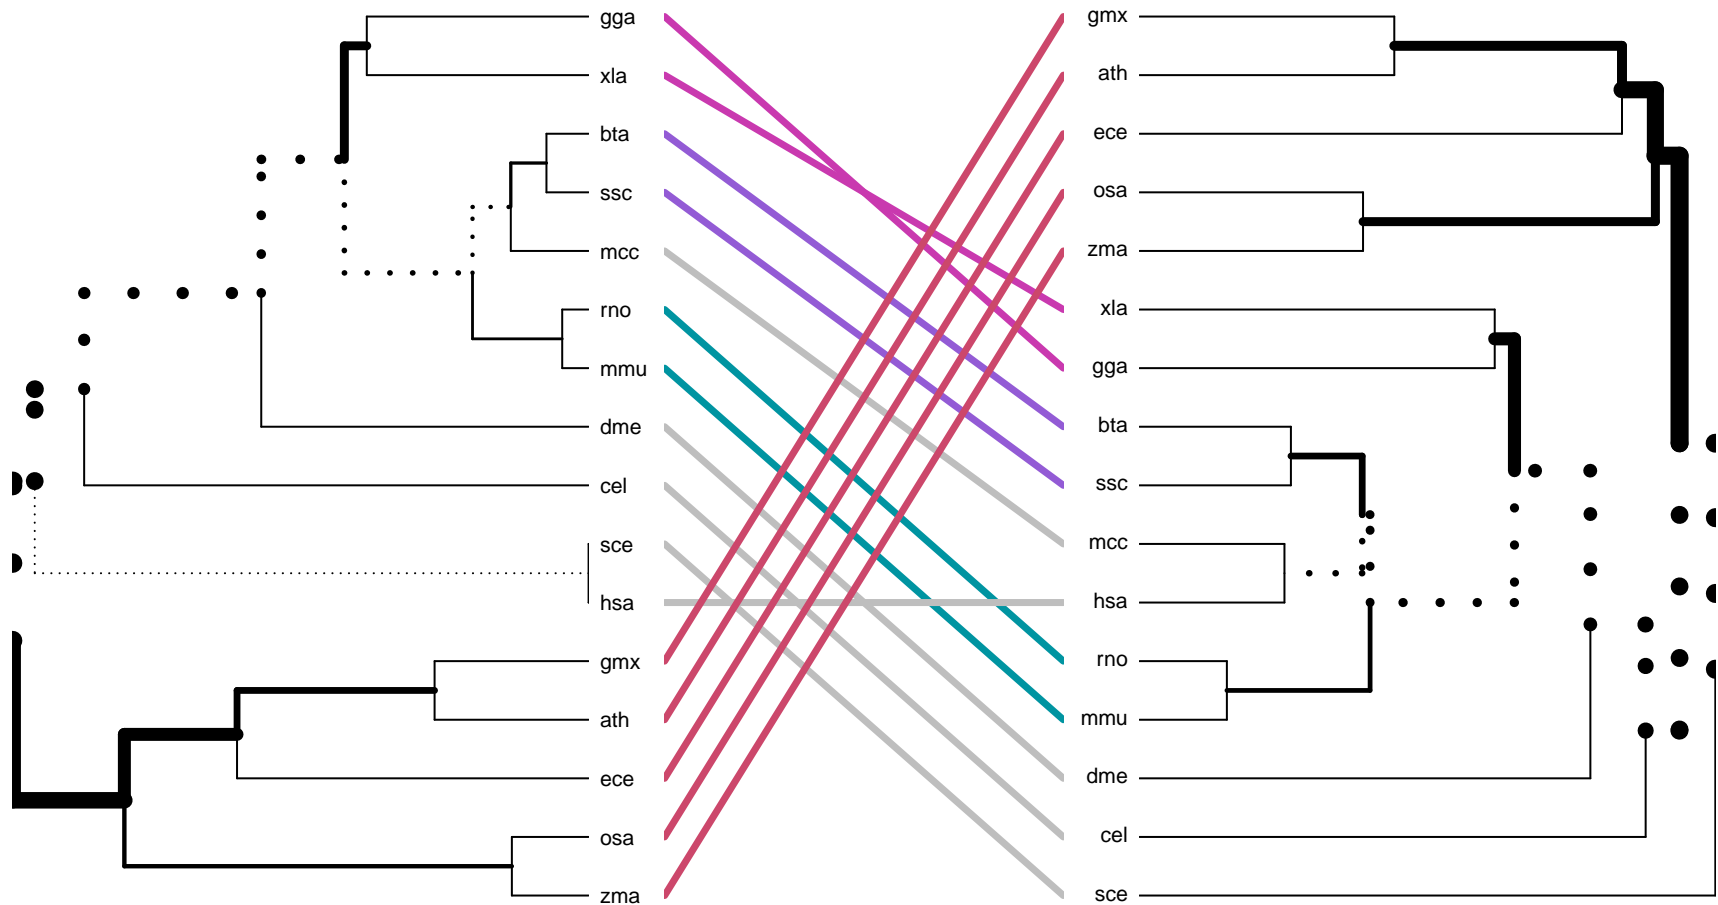 gga
xla
bta
ssc
mcc
rno
mmu
dme
cel
sce
hsa
gmx
ath
ece
osa
zma
gmx
ath
ece
osa
zma
xla
gga
bta
ssc
mcc
hsa
rno
mmu
dme
cel
sce